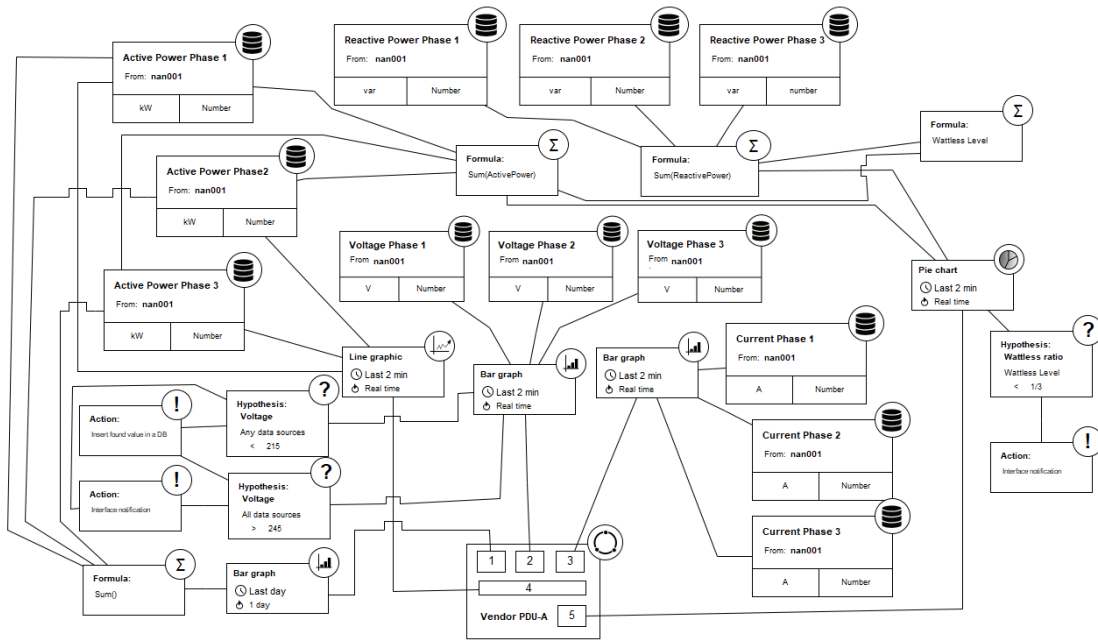 Active Power Phase 1
From: nan001
kW Number
Reactive Power Phase 1
From: nan001
var Number
Reactive Power Phase 2
From: nan001
var Number
Reactive Power Phase 3
From: nan001
var number
Σ
Formula:
Wattless Level
Σ
Formula:
Sum(ActivePower)
Σ
Formula:
Sum(ReactivePower)
Active Power Phase2
From: nan001
kW Number
Voltage Phase 1
From nan001
V Number
Voltage Phase 2
From nan001
V Number
Voltage Phase 3
From nan001
V Number
Active Power Phase 3
From: nan001
kW Number
Pie chart
Last 2 min
Real time
Line graphic
Last 2 min
Real time
Bar graph
Last 2 min
Real time
Bar graph
Last 2 min
Real time
Current Phase 1
From: nan001
A Number
?
Hypothesis:
Wattless ratio
Wattless Level
< 1/3
!
Action:
Insert found value in a DB
?
Hypothesis:
Voltage
Any data sources
< 215
Current Phase 2
From: nan001
A Number
!
Action:
Interface notification
!
Action:
Interface notification
?
Hypothesis:
Voltage
All data sources
> 245
Current Phase 3
From: nan001
A Number
Σ
Formula:
Sum()
Bar graph
Last day
1 day
1 2 3
4
Vendor PDU-A 5